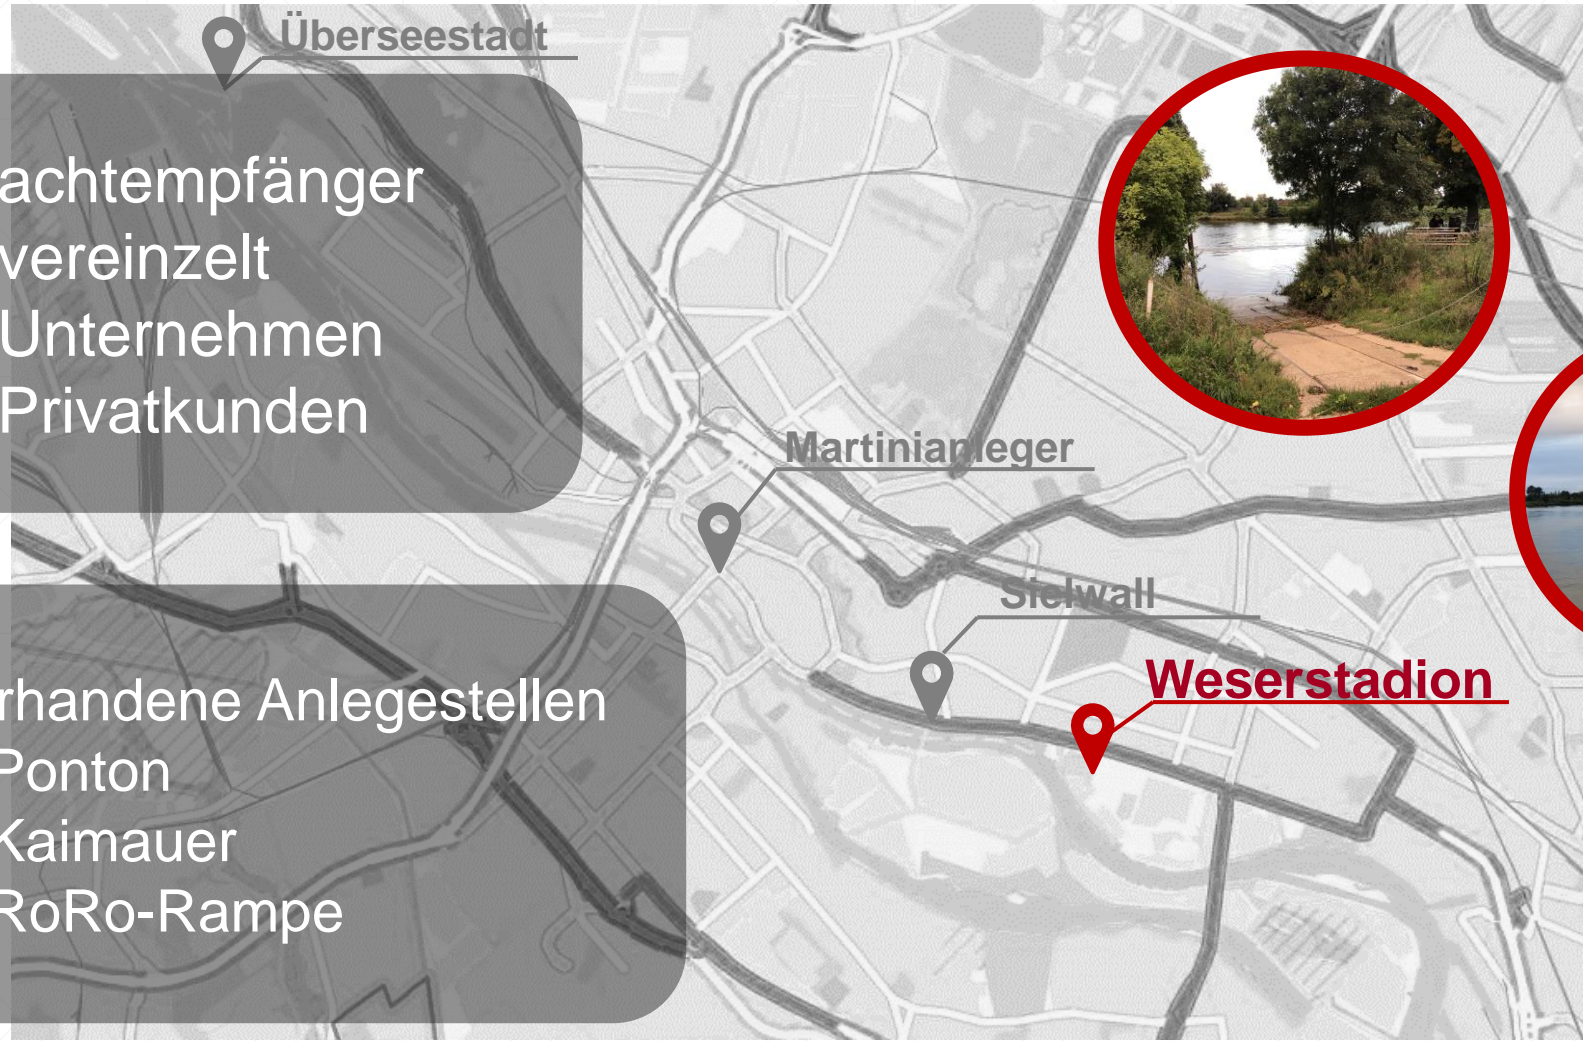 Überseestadt
achtempfänger
vereinzelt
Unternehmen
Privatkunden
Martinianleger
Sielwall
Weserstadion
rhandene Anlegestellen
Ponton
Kaimauer
RoRo-Rampe